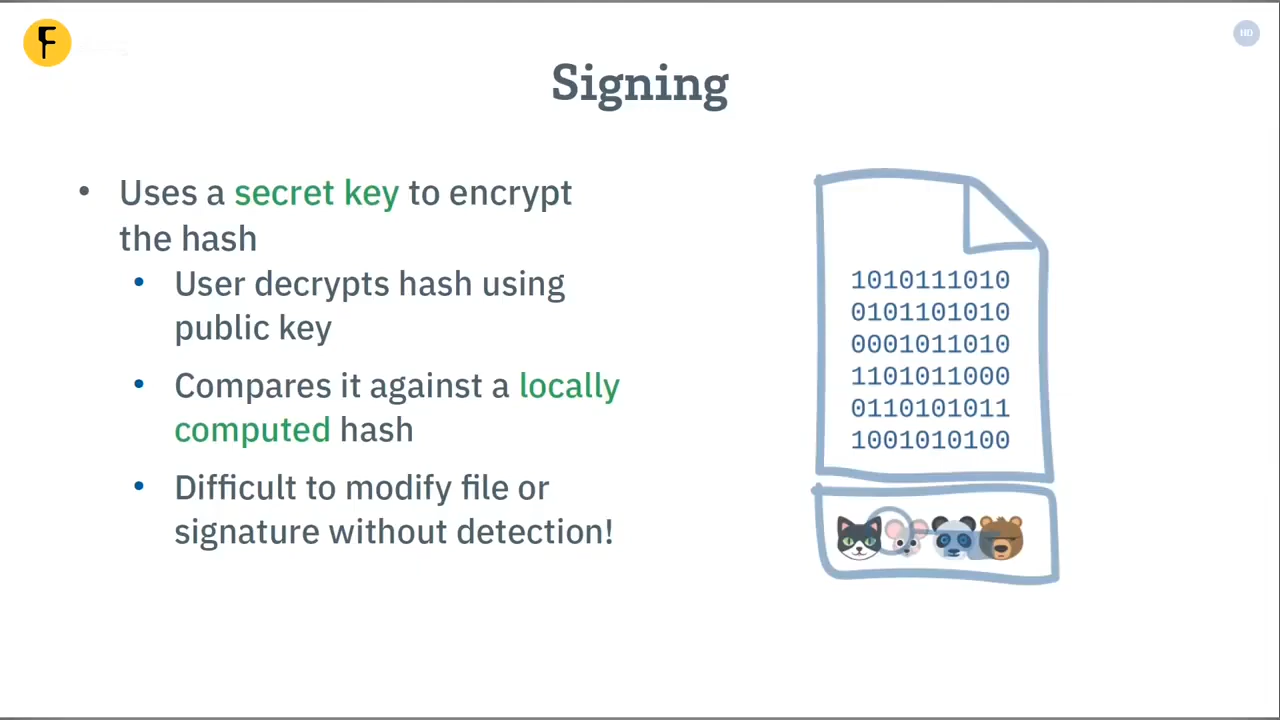 F
HD
Signing
• Uses a secret key to encrypt
the hash
• User decrypts hash using
public key
• Compares it against a locally
computed hash
• Difficult to modify file or
signature without detection!
1010111010
0101101010
0001011010
1101011000
0110101011
1001010100